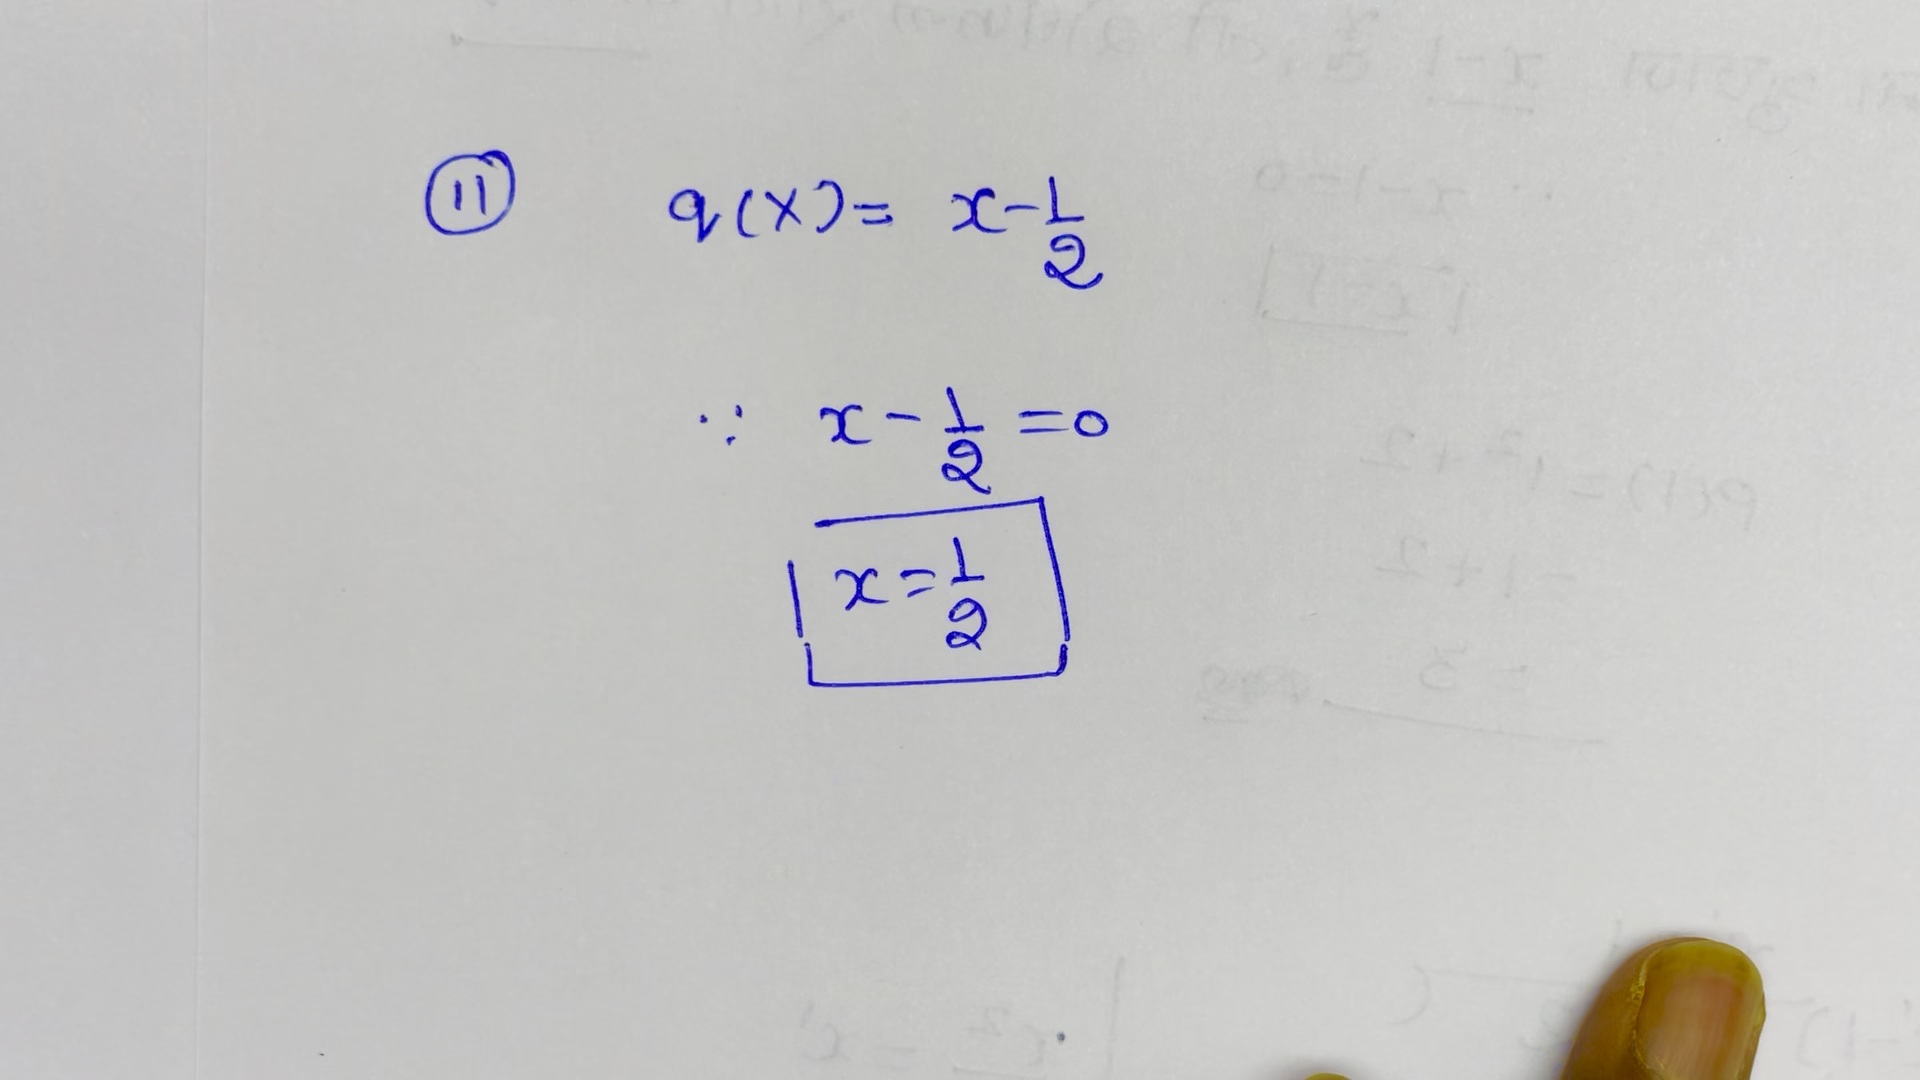 11 q(x) = x - 1/2
∵ x - 1/2 = 0
x = 1/2